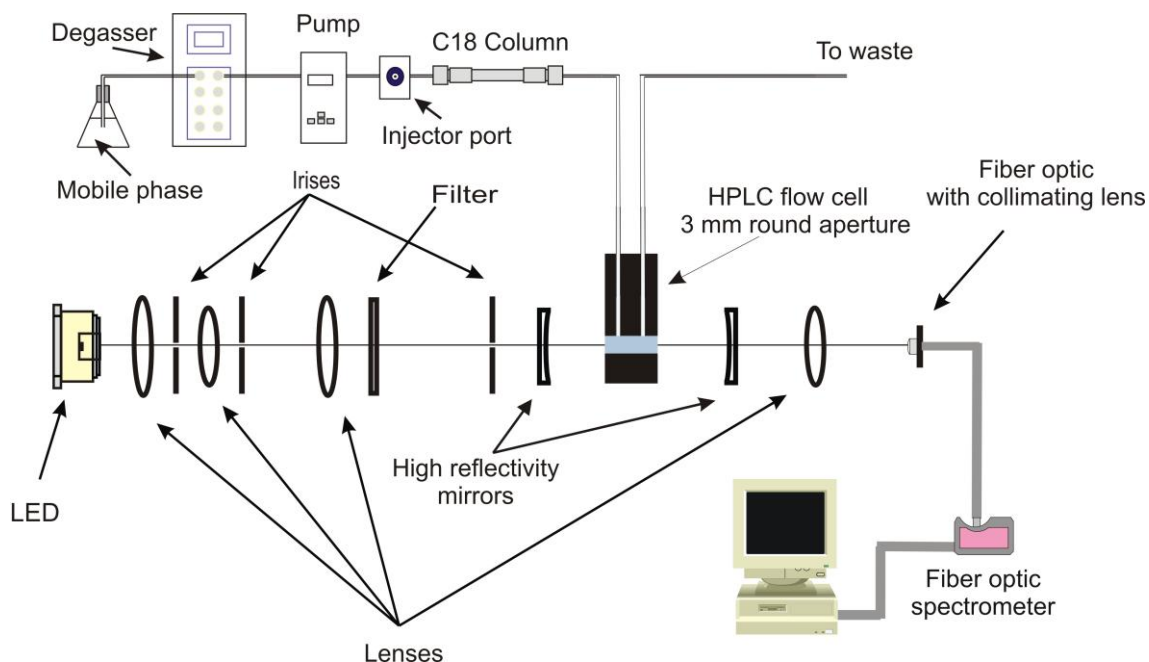 Degasser
Pump
C18 Column
To waste
Injector port
Mobile phase
Irises
Filter
HPLC flow cell
3 mm round aperture
Fiber optic
with collimating lens
High reflectivity
mirrors
LED
Fiber optic
spectrometer
Lenses